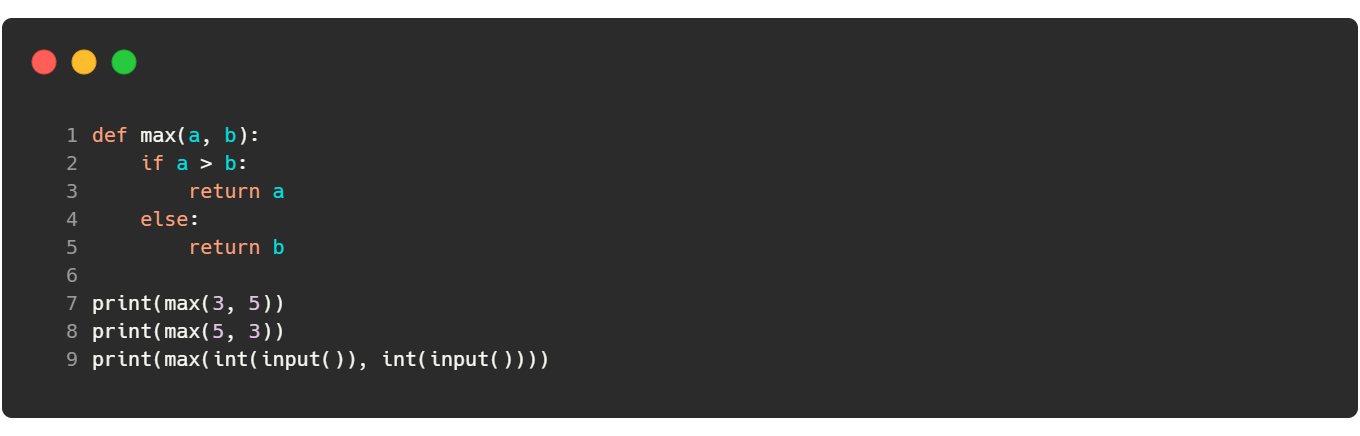 1 def max(a, b):
2     if a > b:
3         return a
4     else:
5         return b
6
7 print(max(3, 5))
8 print(max(5, 3))
9 print(max(int(input()), int(input())))